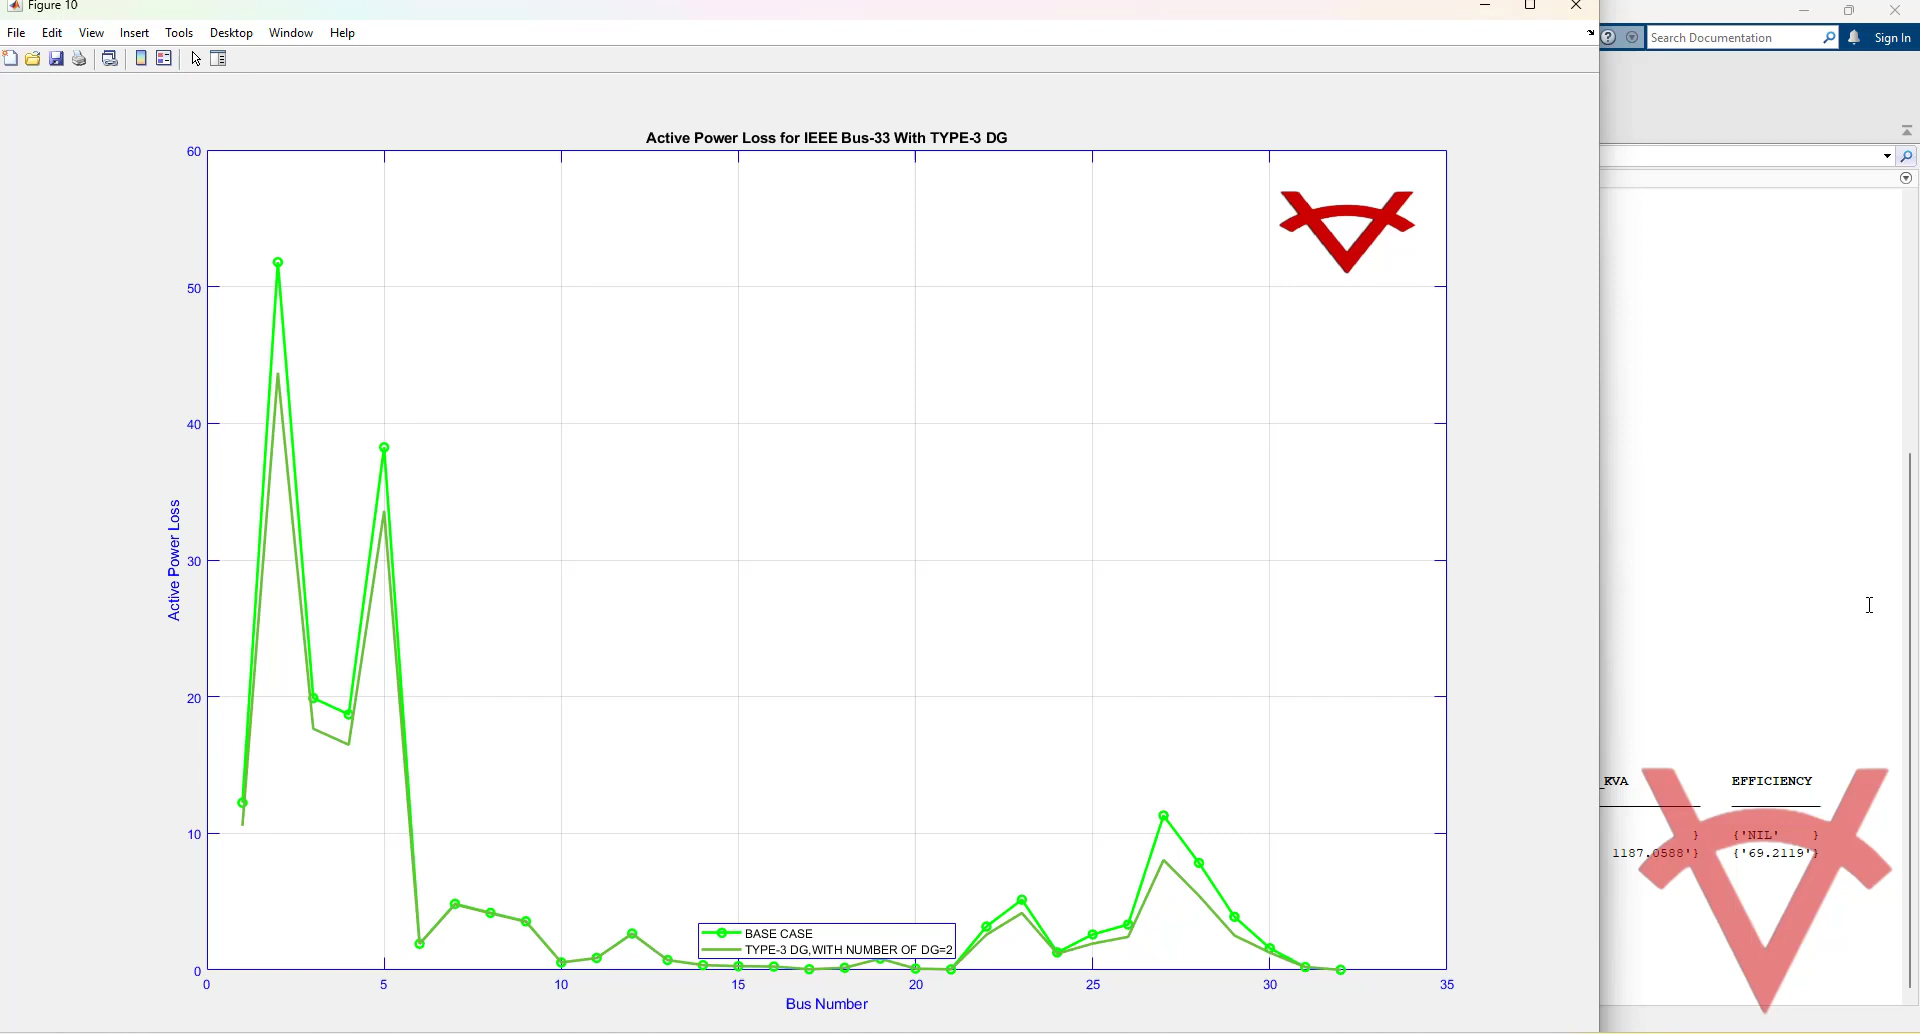 Figure 10
File Edit View Insert Tools Desktop Window Help
Search Documentation
Sign In
Active Power Loss for IEEE Bus-33 With TYPE-3 DG
60
50
40
30
20
10
0
Active Power Loss
BASE CASE
TYPE-3 DG,WITH NUMBER OF DG=2
0 5 10 15 20 25 30 35
Bus Number
_KVA EFFICIENCY
} {'NIL' }
1187.0588'} {'69.2119'}